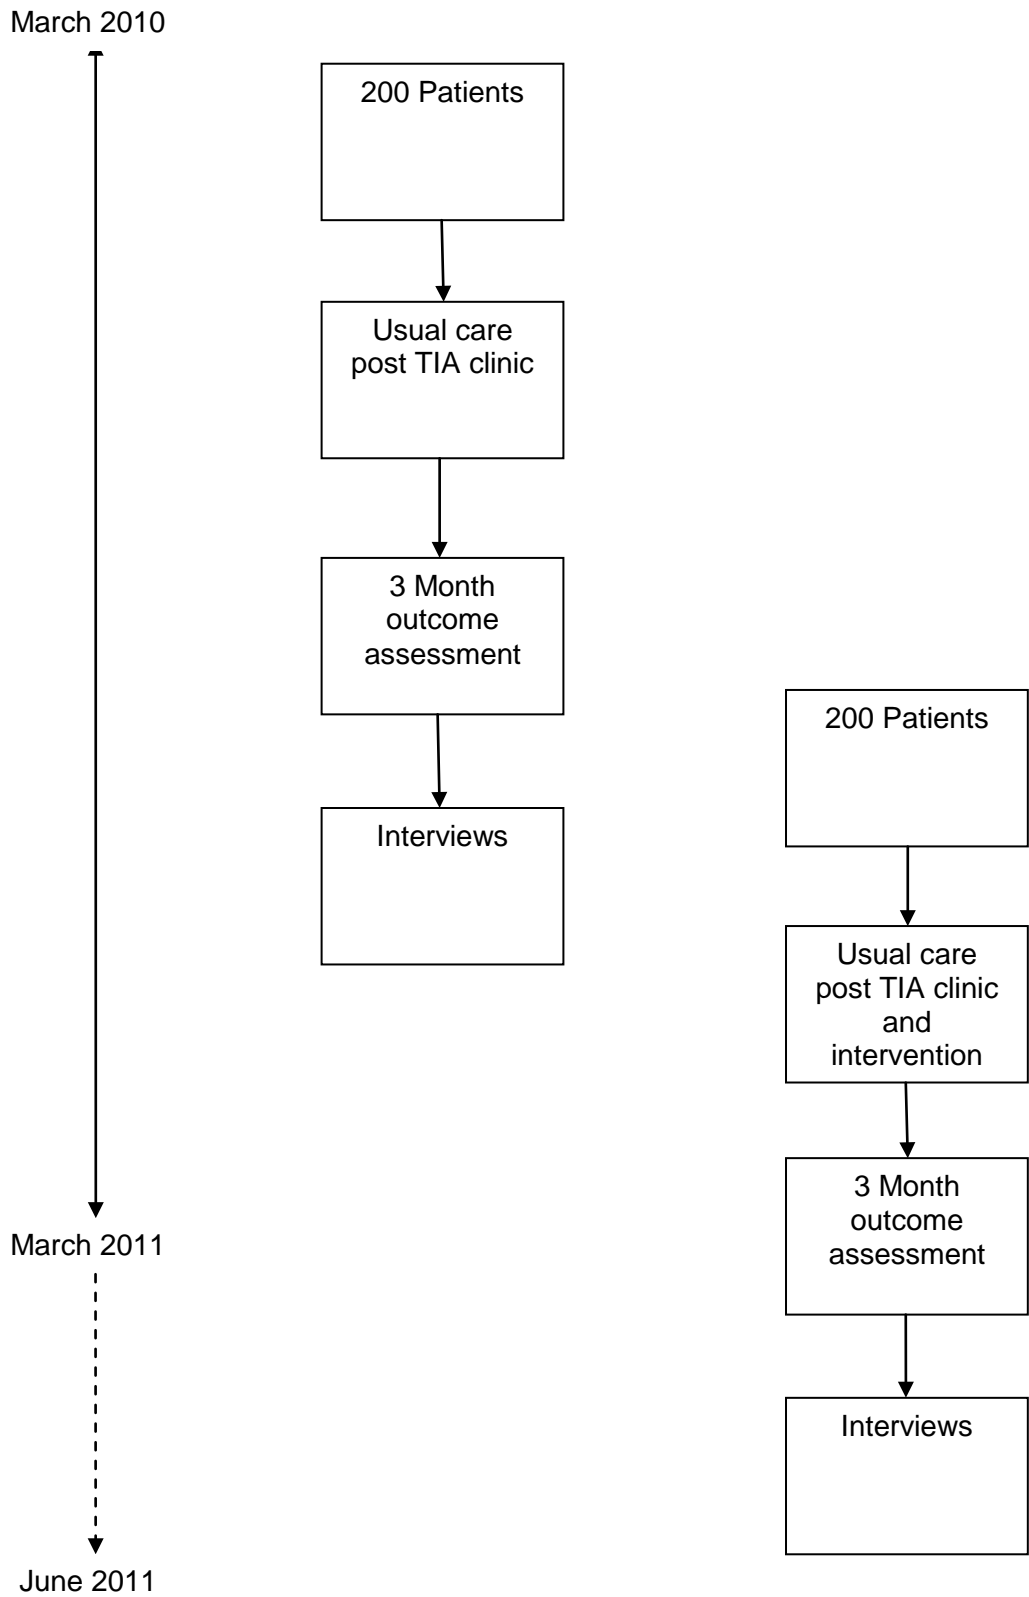 March 2010
200 Patients
Usual care
post TIA clinic
3 Month
outcome
assessment
Interviews
200 Patients
Usual care
post TIA clinic
and
intervention
3 Month
outcome
assessment
Interviews
March 2011
June 2011